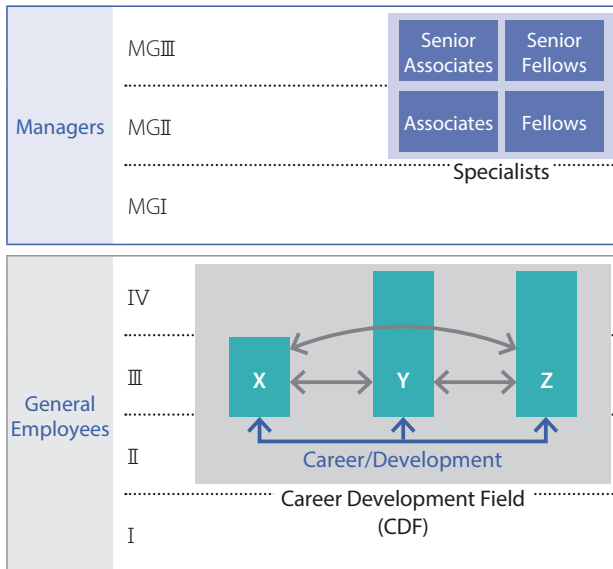 Managers
MGⅢ
MGⅡ
MGⅠ
Senior
Associates
Senior
Fellows
Associates
Fellows
Specialists
General
Employees
Ⅳ
Ⅲ
Ⅱ
Ⅰ
X
Y
Z
Career/Development
Career Development Field
(CDF)